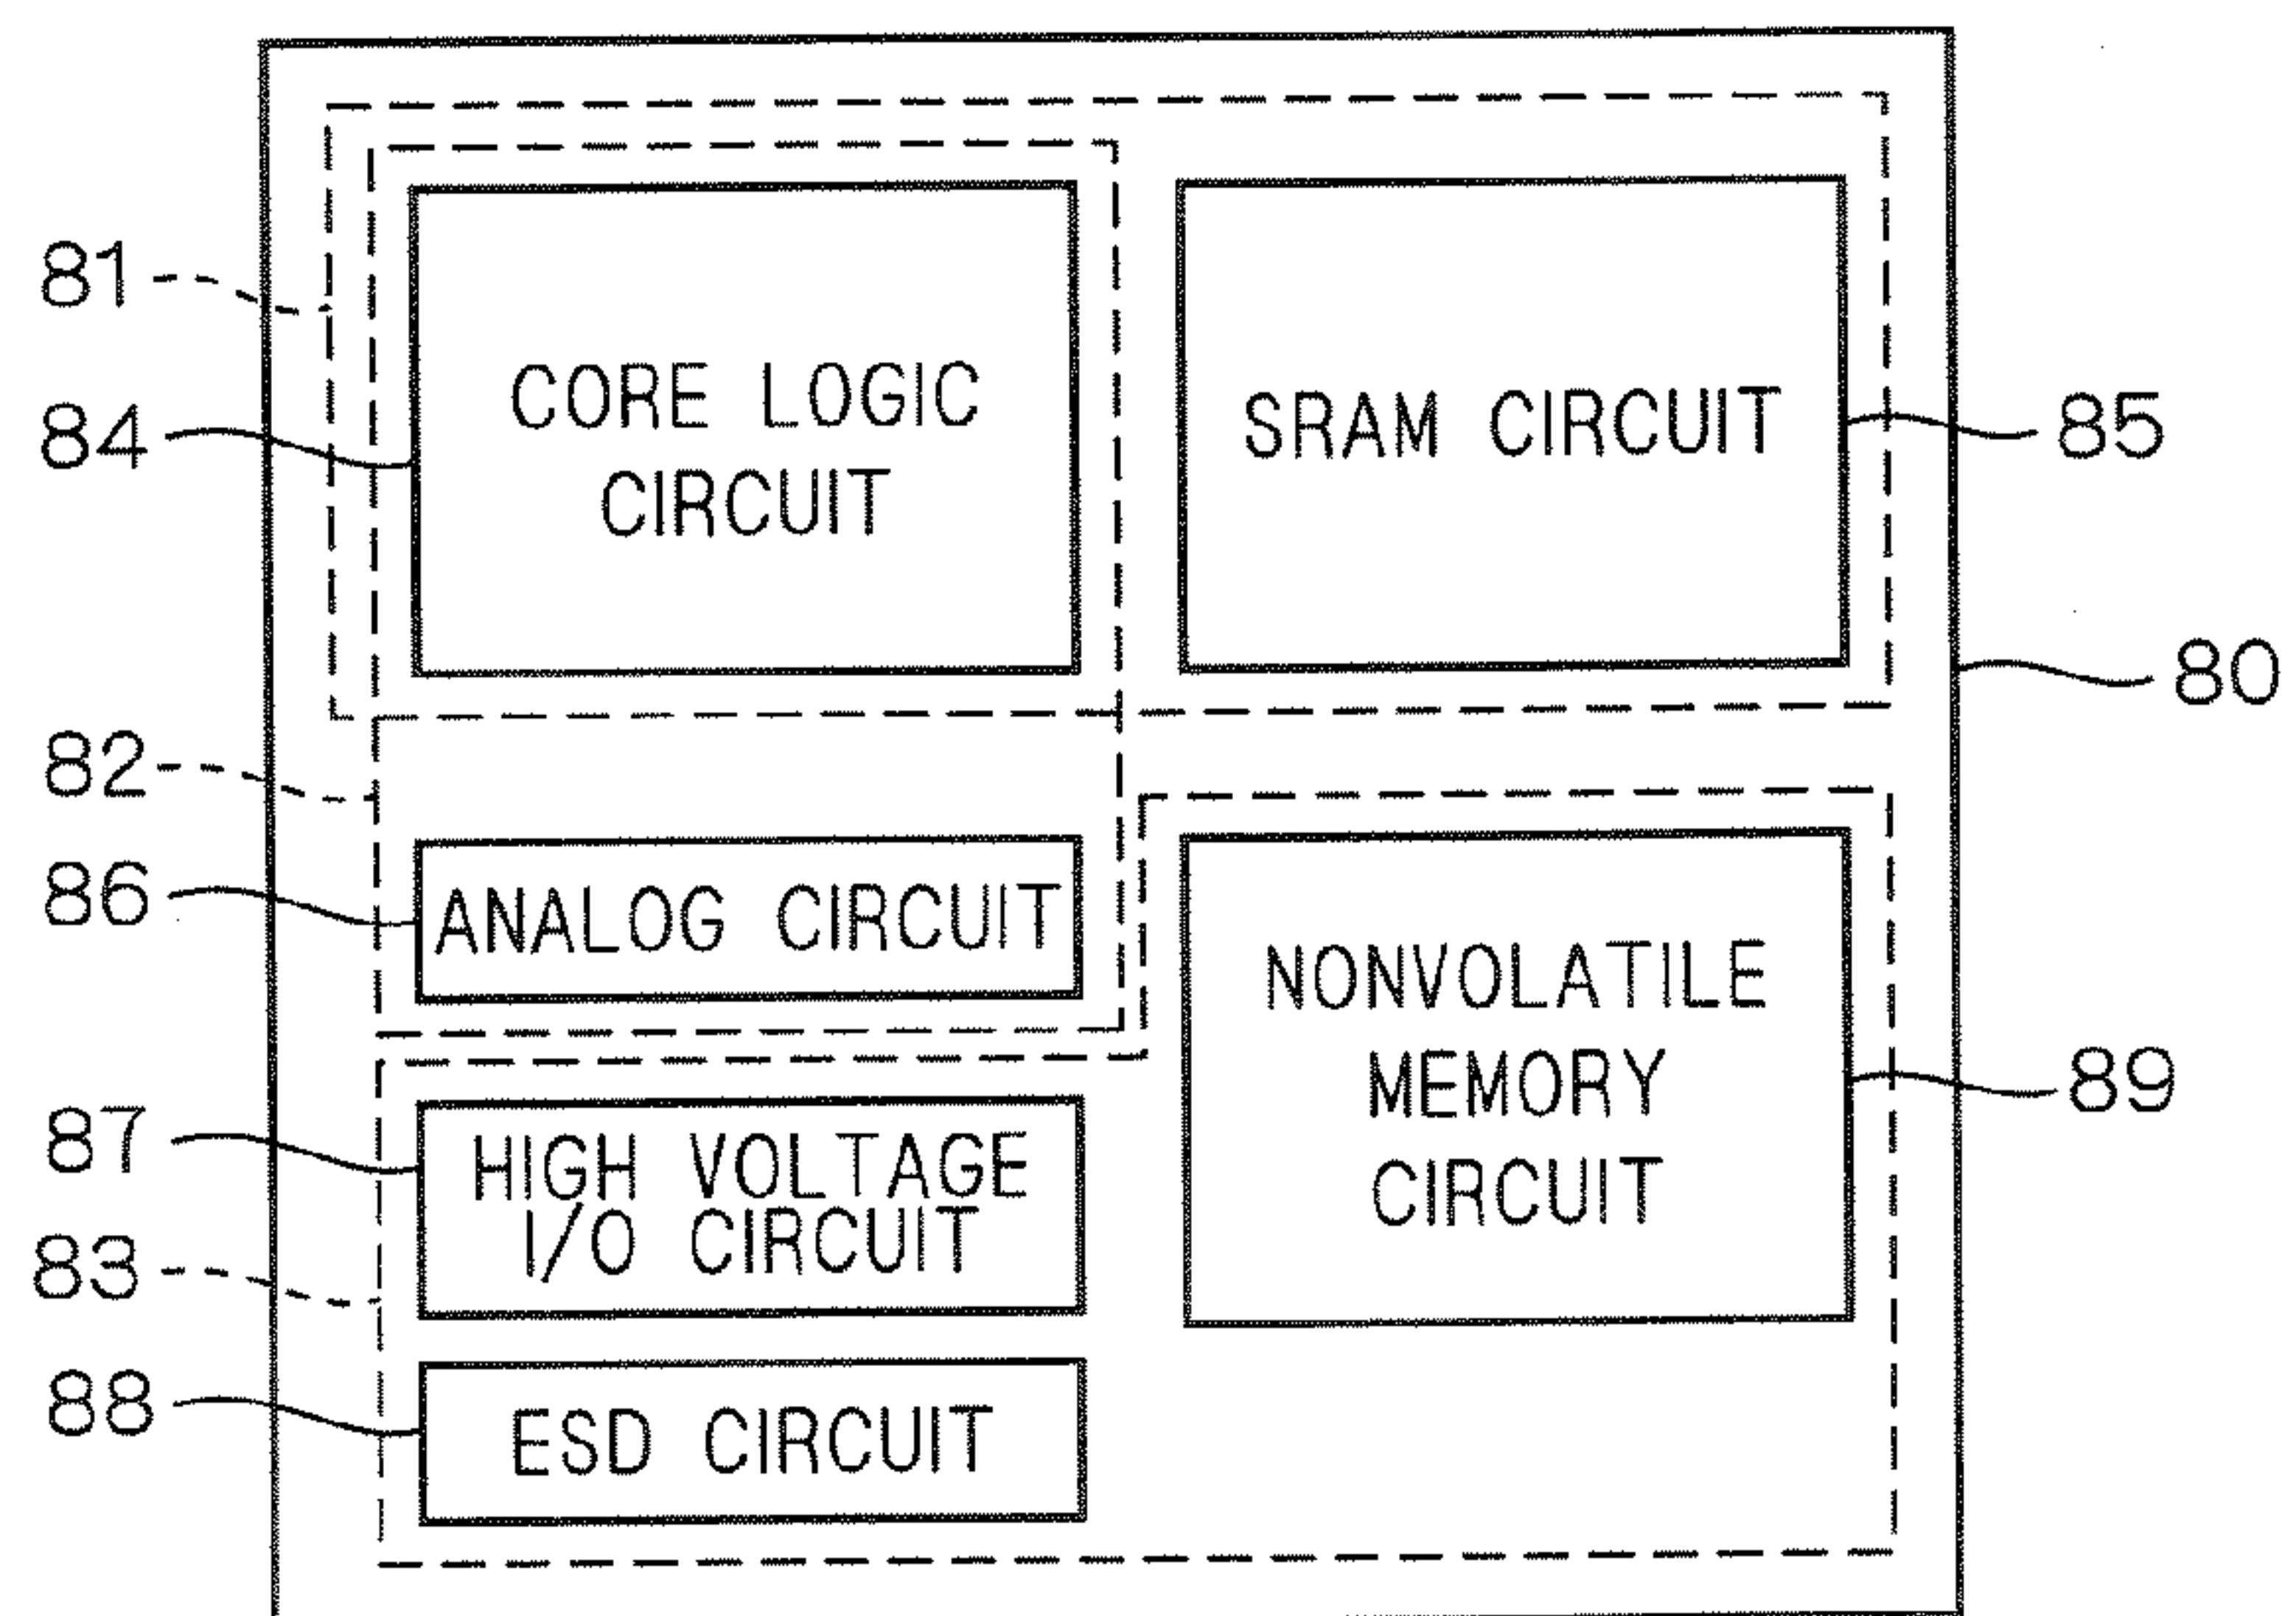 81
84
CORE LOGIC
CIRCUIT
SRAM CIRCUIT
85
80
82
86
ANALOG CIRCUIT
NONVOLATILE
MEMORY
CIRCUIT
89
87
HIGH VOLTAGE
I/O CIRCUIT
83
88
ESD CIRCUIT